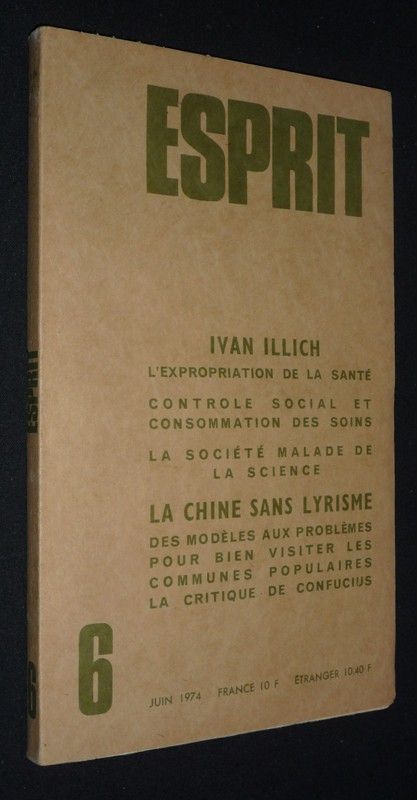 ESPRIT
IVAN ILLICH
L'EXPROPRIATION DE LA SANTÉ
CONTROLE SOCIAL ET
CONSOMMATION DES SOINS
LA SOCIÉTÉ MALADE DE
LA SCIENCE
LA CHINE SANS LYRISME
DES MODÈLES AUX PROBLÈMES
POUR BIEN VISITER LES
COMMUNES POPULAIRES
LA CRITIQUE DE CONFUCIUS
6
JUIN 1974 FRANCE 10 F ÉTRANGER 10.40 F
ESPRIT
6